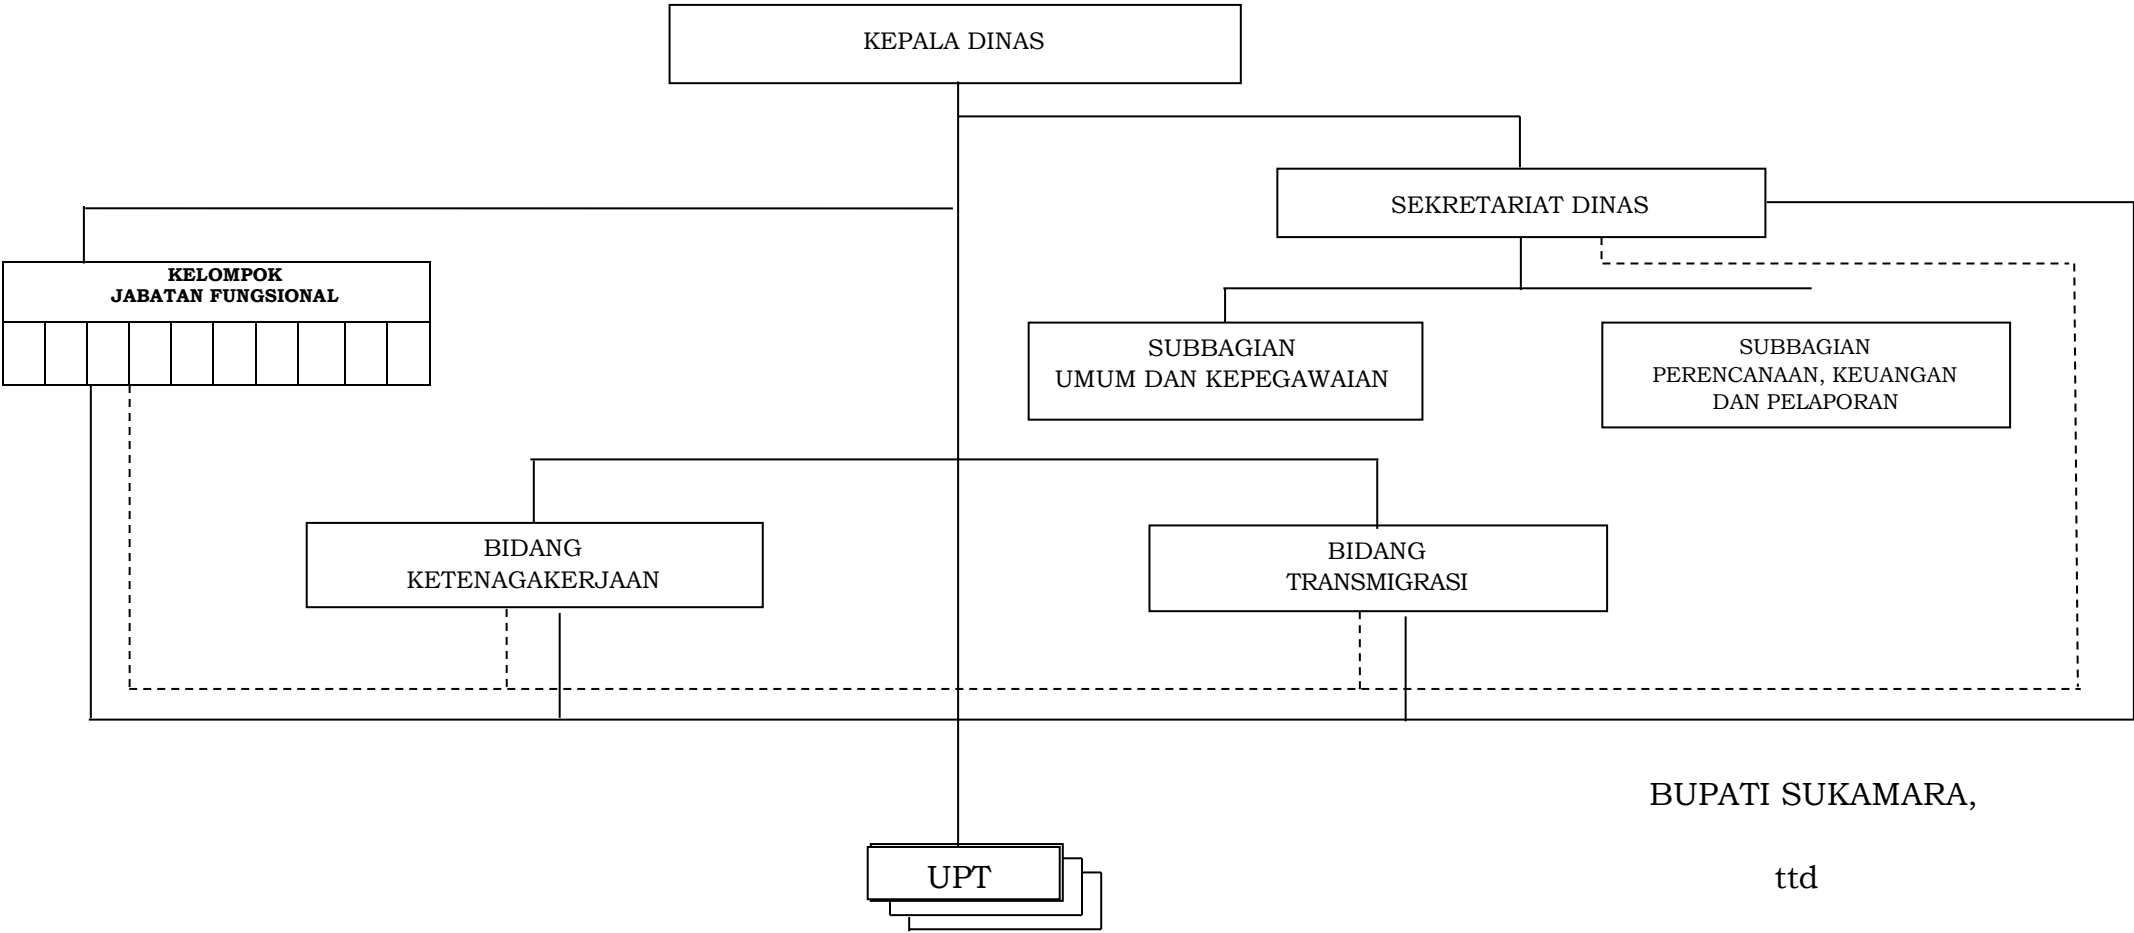 KEPALA DINAS
SEKRETARIAT DINAS
KELOMPOK
JABATAN FUNGSIONAL
SUBBAGIAN
UMUM DAN KEPEGAWAIAN
SUBBAGIAN
PERENCANAAN, KEUANGAN
DAN PELAPORAN
BIDANG
KETENAGAKERJAAN
BIDANG
TRANSMIGRASI
BUPATI SUKAMARA,
UPT
ttd